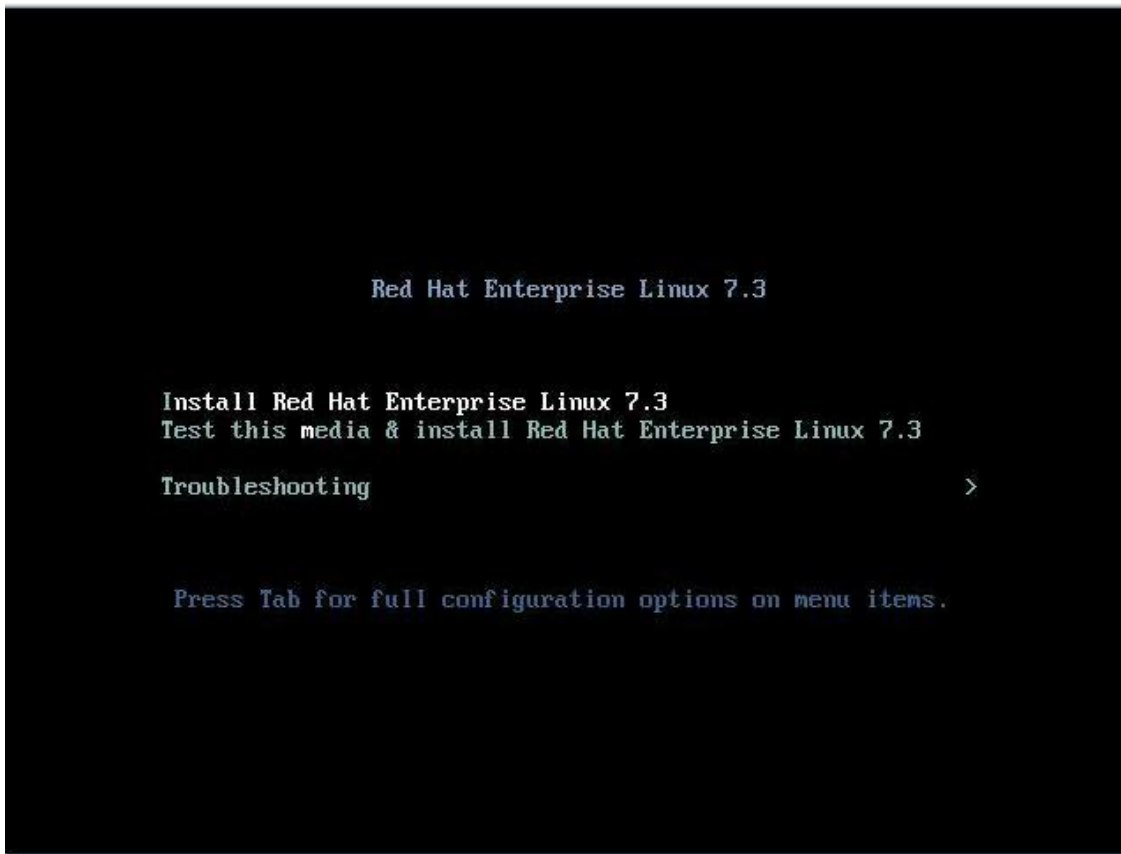 Red Hat Enterprise Linux 7.3
Install Red Hat Enterprise Linux 7.3
Test this media & install Red Hat Enterprise Linux 7.3
Troubleshooting >
Press Tab for full configuration options on menu items.